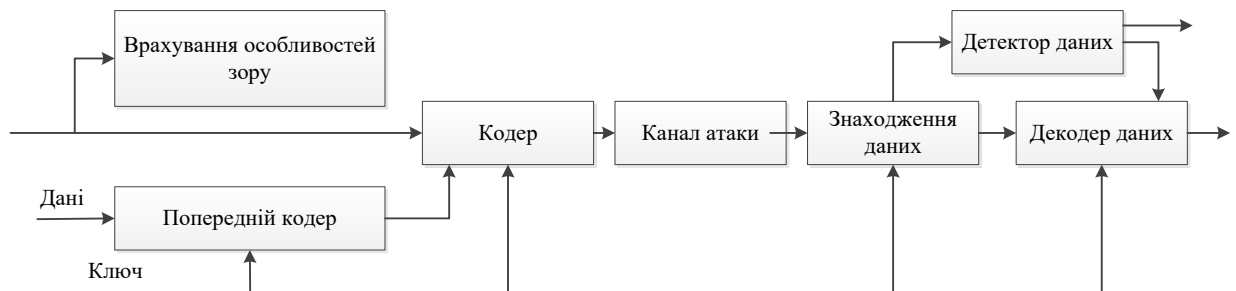 Врахування особливостей
зору
Детектор даних
Кодер
Канал атаки
Знаходження
даних
Декодер даних
Дані
Попередній кодер
Ключ